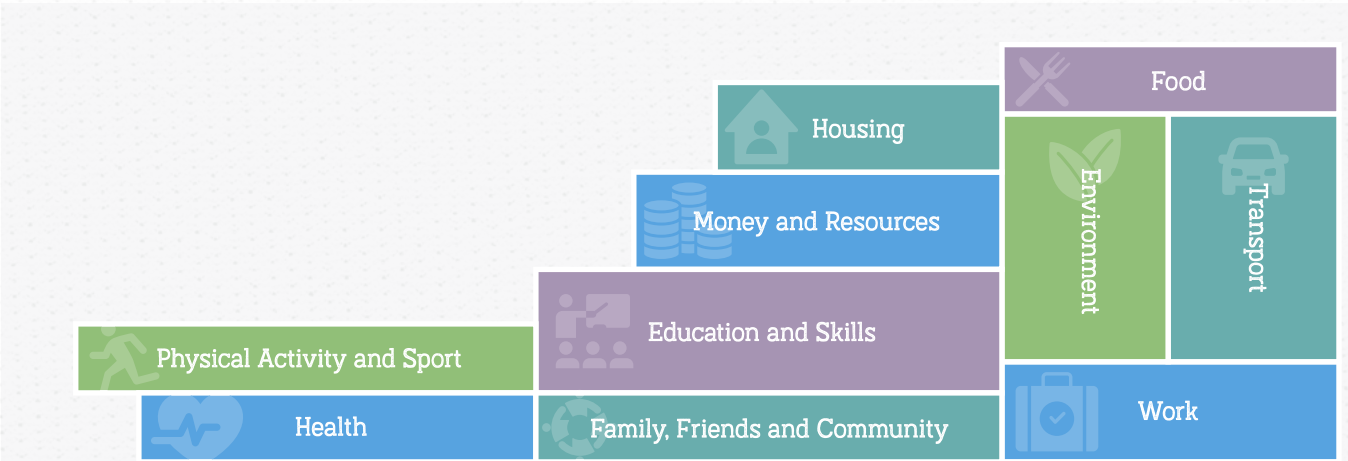 Food
Housing
Environment
Transport
Money and Resources
Education and Skills
Physical Activity and Sport
Work
Health
Family, Friends and Community